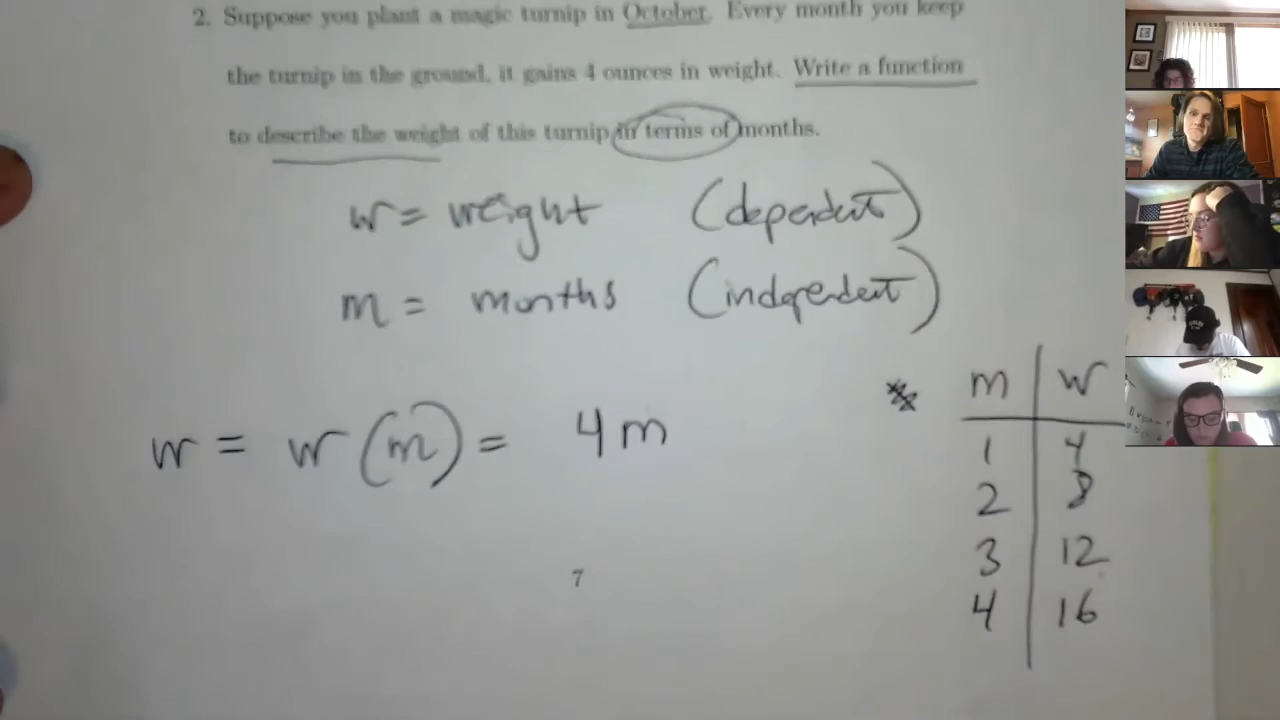 2. Suppose you plant a magic turnip in October. Every month you keep
the turnip in the ground, it gains 4 ounces in weight. Write a function
to describe the weight of this turnip in terms of months.
w = weight (dependent)
m = months (independent)
w = w(m) = 4m
m w
1 4
2 8
3 12
4 16
7